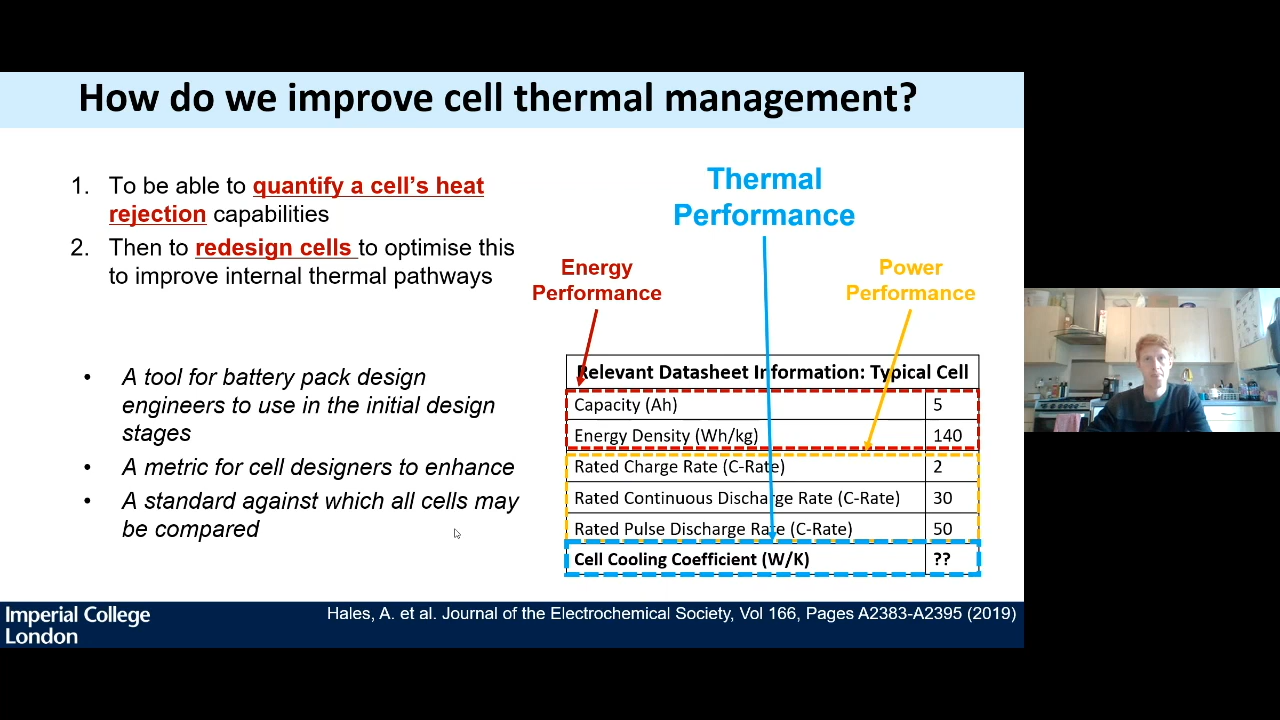 How do we improve cell thermal management?
1. To be able to quantify a cell's heat
rejection capabilities
2. Then to redesign cells to optimise this
to improve internal thermal pathways
• A tool for battery pack design
engineers to use in the initial design
stages
• A metric for cell designers to enhance
• A standard against which all cells may
be compared
Thermal
Performance
Energy
Performance
Power
Performance
Relevant Datasheet Information: Typical Cell
Capacity (Ah) 5
Energy Density (Wh/kg) 140
Rated Charge Rate (C-Rate) 2
Rated Continuous Discharge Rate (C-Rate) 30
Rated Pulse Discharge Rate (C-Rate) 50
Cell Cooling Coefficient (W/K) ??
Imperial College
London
Hales, A. et al. Journal of the Electrochemical Society, Vol 166, Pages A2383-A2395 (2019)